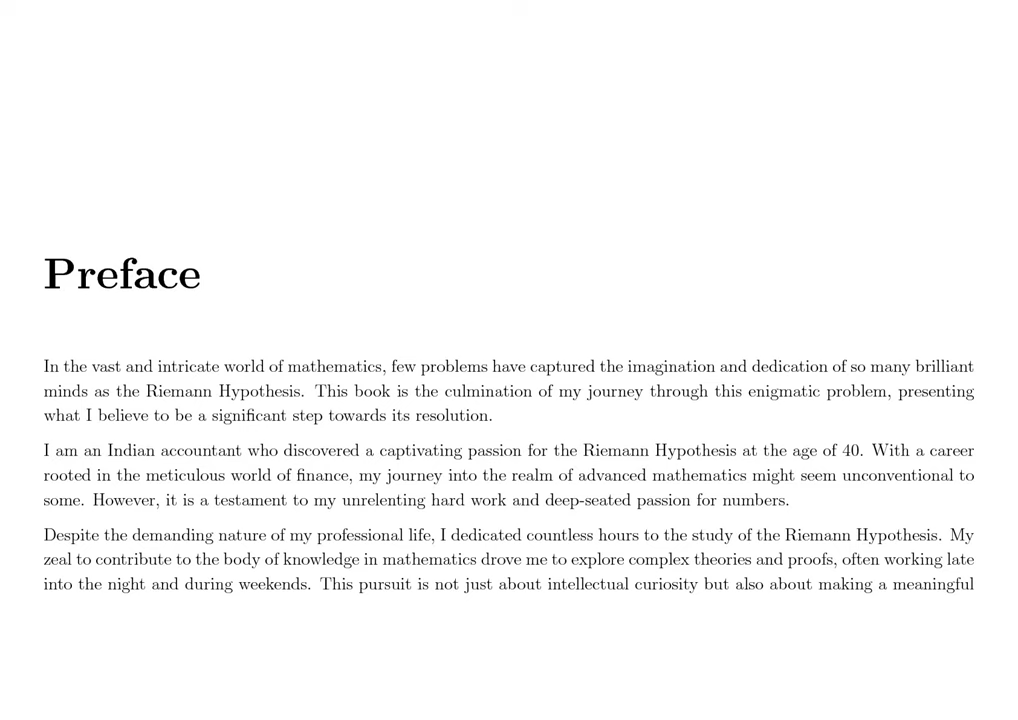 Preface
In the vast and intricate world of mathematics, few problems have captured the imagination and dedication of so many brilliant
minds as the Riemann Hypothesis. This book is the culmination of my journey through this enigmatic problem, presenting
what I believe to be a significant step towards its resolution.
I am an Indian accountant who discovered a captivating passion for the Riemann Hypothesis at the age of 40. With a career
rooted in the meticulous world of finance, my journey into the realm of advanced mathematics might seem unconventional to
some. However, it is a testament to my unrelenting hard work and deep-seated passion for numbers.
Despite the demanding nature of my professional life, I dedicated countless hours to the study of the Riemann Hypothesis. My
zeal to contribute to the body of knowledge in mathematics drove me to explore complex theories and proofs, often working late
into the night and during weekends. This pursuit is not just about intellectual curiosity but also about making a meaningful